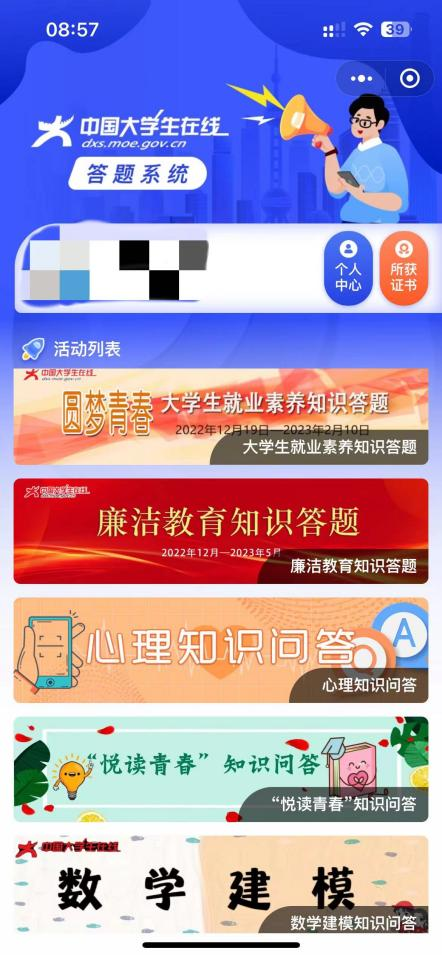 08:57
39
中国大学生在线
dxs.moe.gov.cn
答题系统
个人
中心
所获
证书
活动列表
中国大学生在线
dxs.moe.gov.cn
圆梦青春 大学生就业素养知识答题
2022年12月19日—2023年2月10日
大学生就业素养知识答题
中国大学生在线
廉洁教育知识答题
2022年12月—2023年5月
廉洁教育知识答题
心理知识问答
A
Q
心理知识问答
“悦读青春”知识问答
“悦读青春”知识问答
中国大学生在线
数学建模
数学建模知识问答